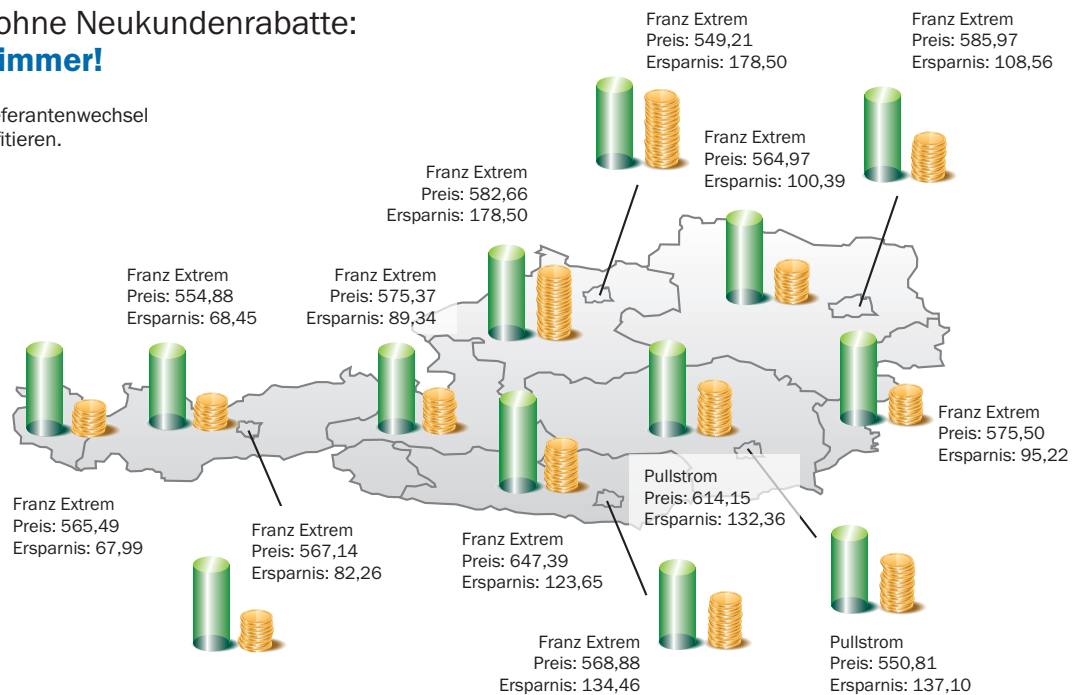 ohne Neukundenrabatte:
immer!
eferantenwechsel
fitieren.
Franz Extrem
Preis: 549,21
Ersparnis: 178,50
Franz Extrem
Preis: 585,97
Ersparnis: 108,56
Franz Extrem
Preis: 564,97
Ersparnis: 100,39
Franz Extrem
Preis: 582,66
Ersparnis: 178,50
Franz Extrem
Preis: 554,88
Ersparnis: 68,45
Franz Extrem
Preis: 575,37
Ersparnis: 89,34
Franz Extrem
Preis: 575,50
Ersparnis: 95,22
Pullstrom
Preis: 614,15
Ersparnis: 132,36
Franz Extrem
Preis: 565,49
Ersparnis: 67,99
Franz Extrem
Preis: 567,14
Ersparnis: 82,26
Franz Extrem
Preis: 647,39
Ersparnis: 123,65
Franz Extrem
Preis: 568,88
Ersparnis: 134,46
Pullstrom
Preis: 550,81
Ersparnis: 137,10